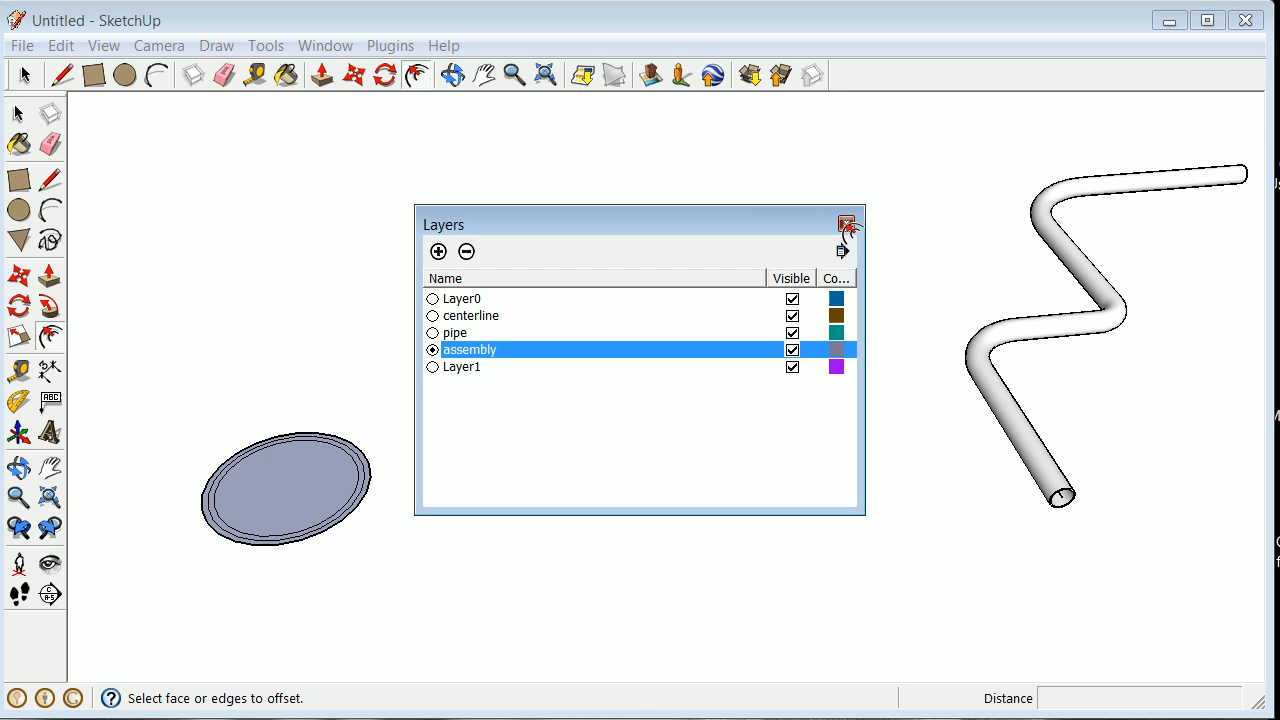 Untitled - SketchUp
File Edit View Camera Draw Tools Window Plugins Help
Layers
Name Visible Co...
Layer0
centerline
pipe
assembly
Layer1
ABC
Select face or edges to offset. Distance